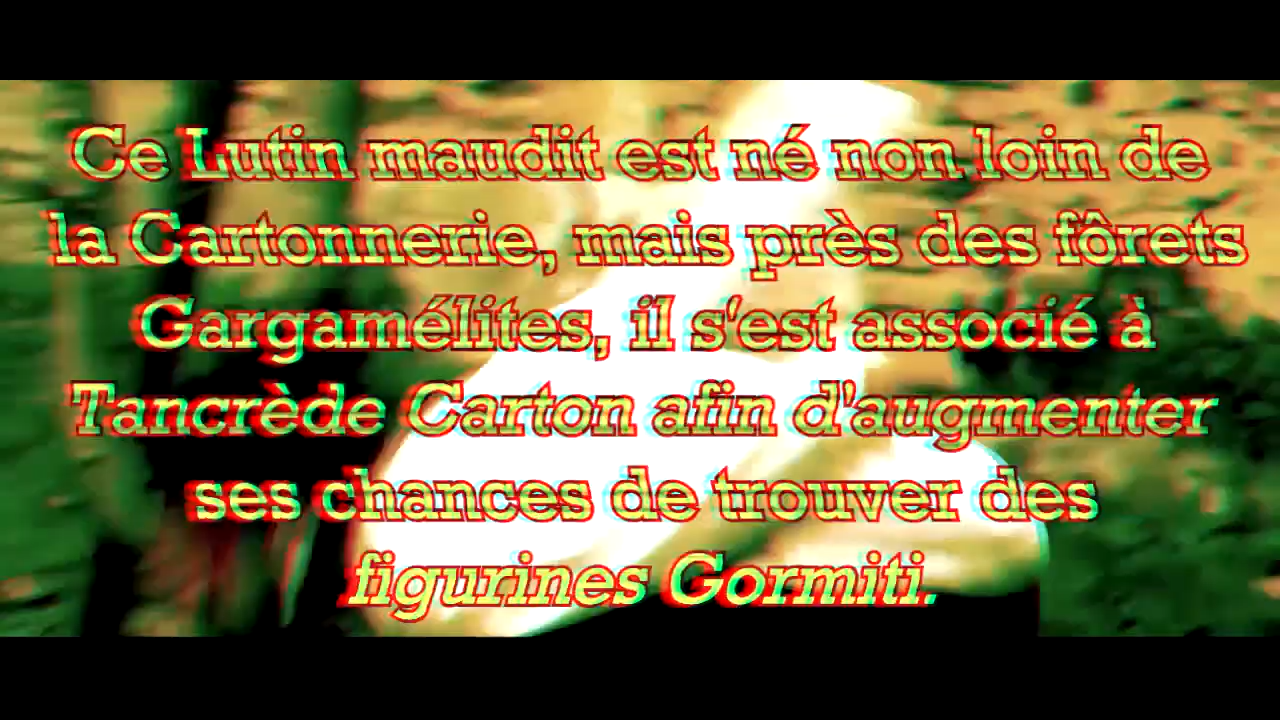 Ce Lutin maudit est né non loin de
la Cartonnerie, mais près des fôrets
Gargamélites, il s'est associé à
Tancrède Carton afin d'augmenter
ses chances de trouver des
figurines Gormiti.